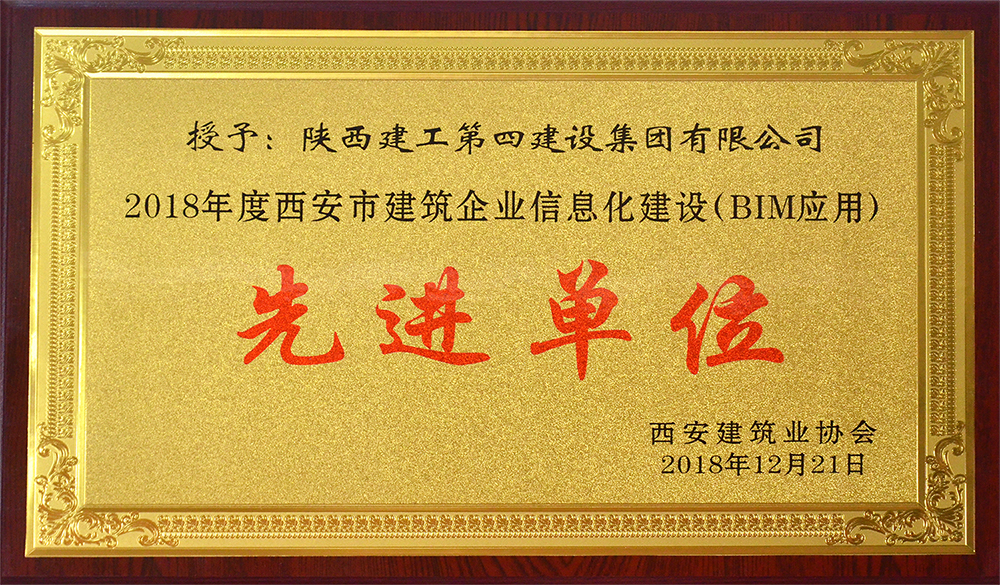 授予：陕西建工第四建设集团有限公司
2018年度西安市建筑企业信息化建设(BIM应用)
先进单位
西安建筑业协会
2018年12月21日